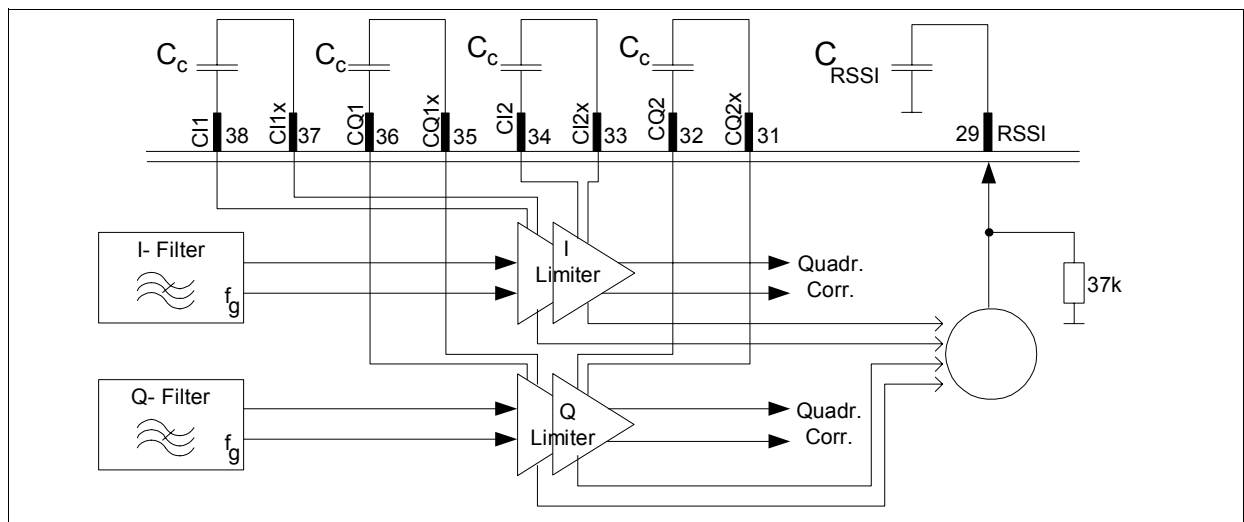 Cc Cc Cc Cc CRSSI
CI1 CI1x CQ1 CQ1x CI2 CI2x CQ2 CQ2x
38 37 36 35 34 33 32 31 29 RSSI
I- Filter
fg
I
Limiter
Quadr.
Corr.
37k
Q- Filter
fg
Q
Limiter
Quadr.
Corr.